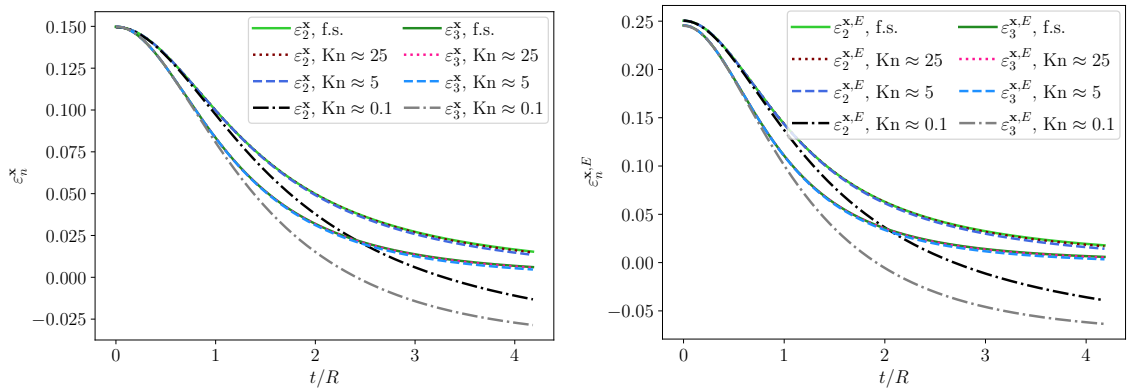 0.150
0.125
0.100
0.075
0.050
0.025
0.000
−0.025
0 1 2 3 4
t/R
ε_n^x
ε_2^x, f.s.
ε_2^x, Kn ≈ 25
ε_2^x, Kn ≈ 5
ε_2^x, Kn ≈ 0.1
ε_3^x, f.s.
ε_3^x, Kn ≈ 25
ε_3^x, Kn ≈ 5
ε_3^x, Kn ≈ 0.1
0.25
0.20
0.15
0.10
0.05
0.00
−0.05
0 1 2 3 4
t/R
ε_n^{x,E}
ε_2^{x,E}, f.s.
ε_2^{x,E}, Kn ≈ 25
ε_2^{x,E}, Kn ≈ 5
ε_2^{x,E}, Kn ≈ 0.1
ε_3^{x,E}, f.s.
ε_3^{x,E}, Kn ≈ 25
ε_3^{x,E}, Kn ≈ 5
ε_3^{x,E}, Kn ≈ 0.1